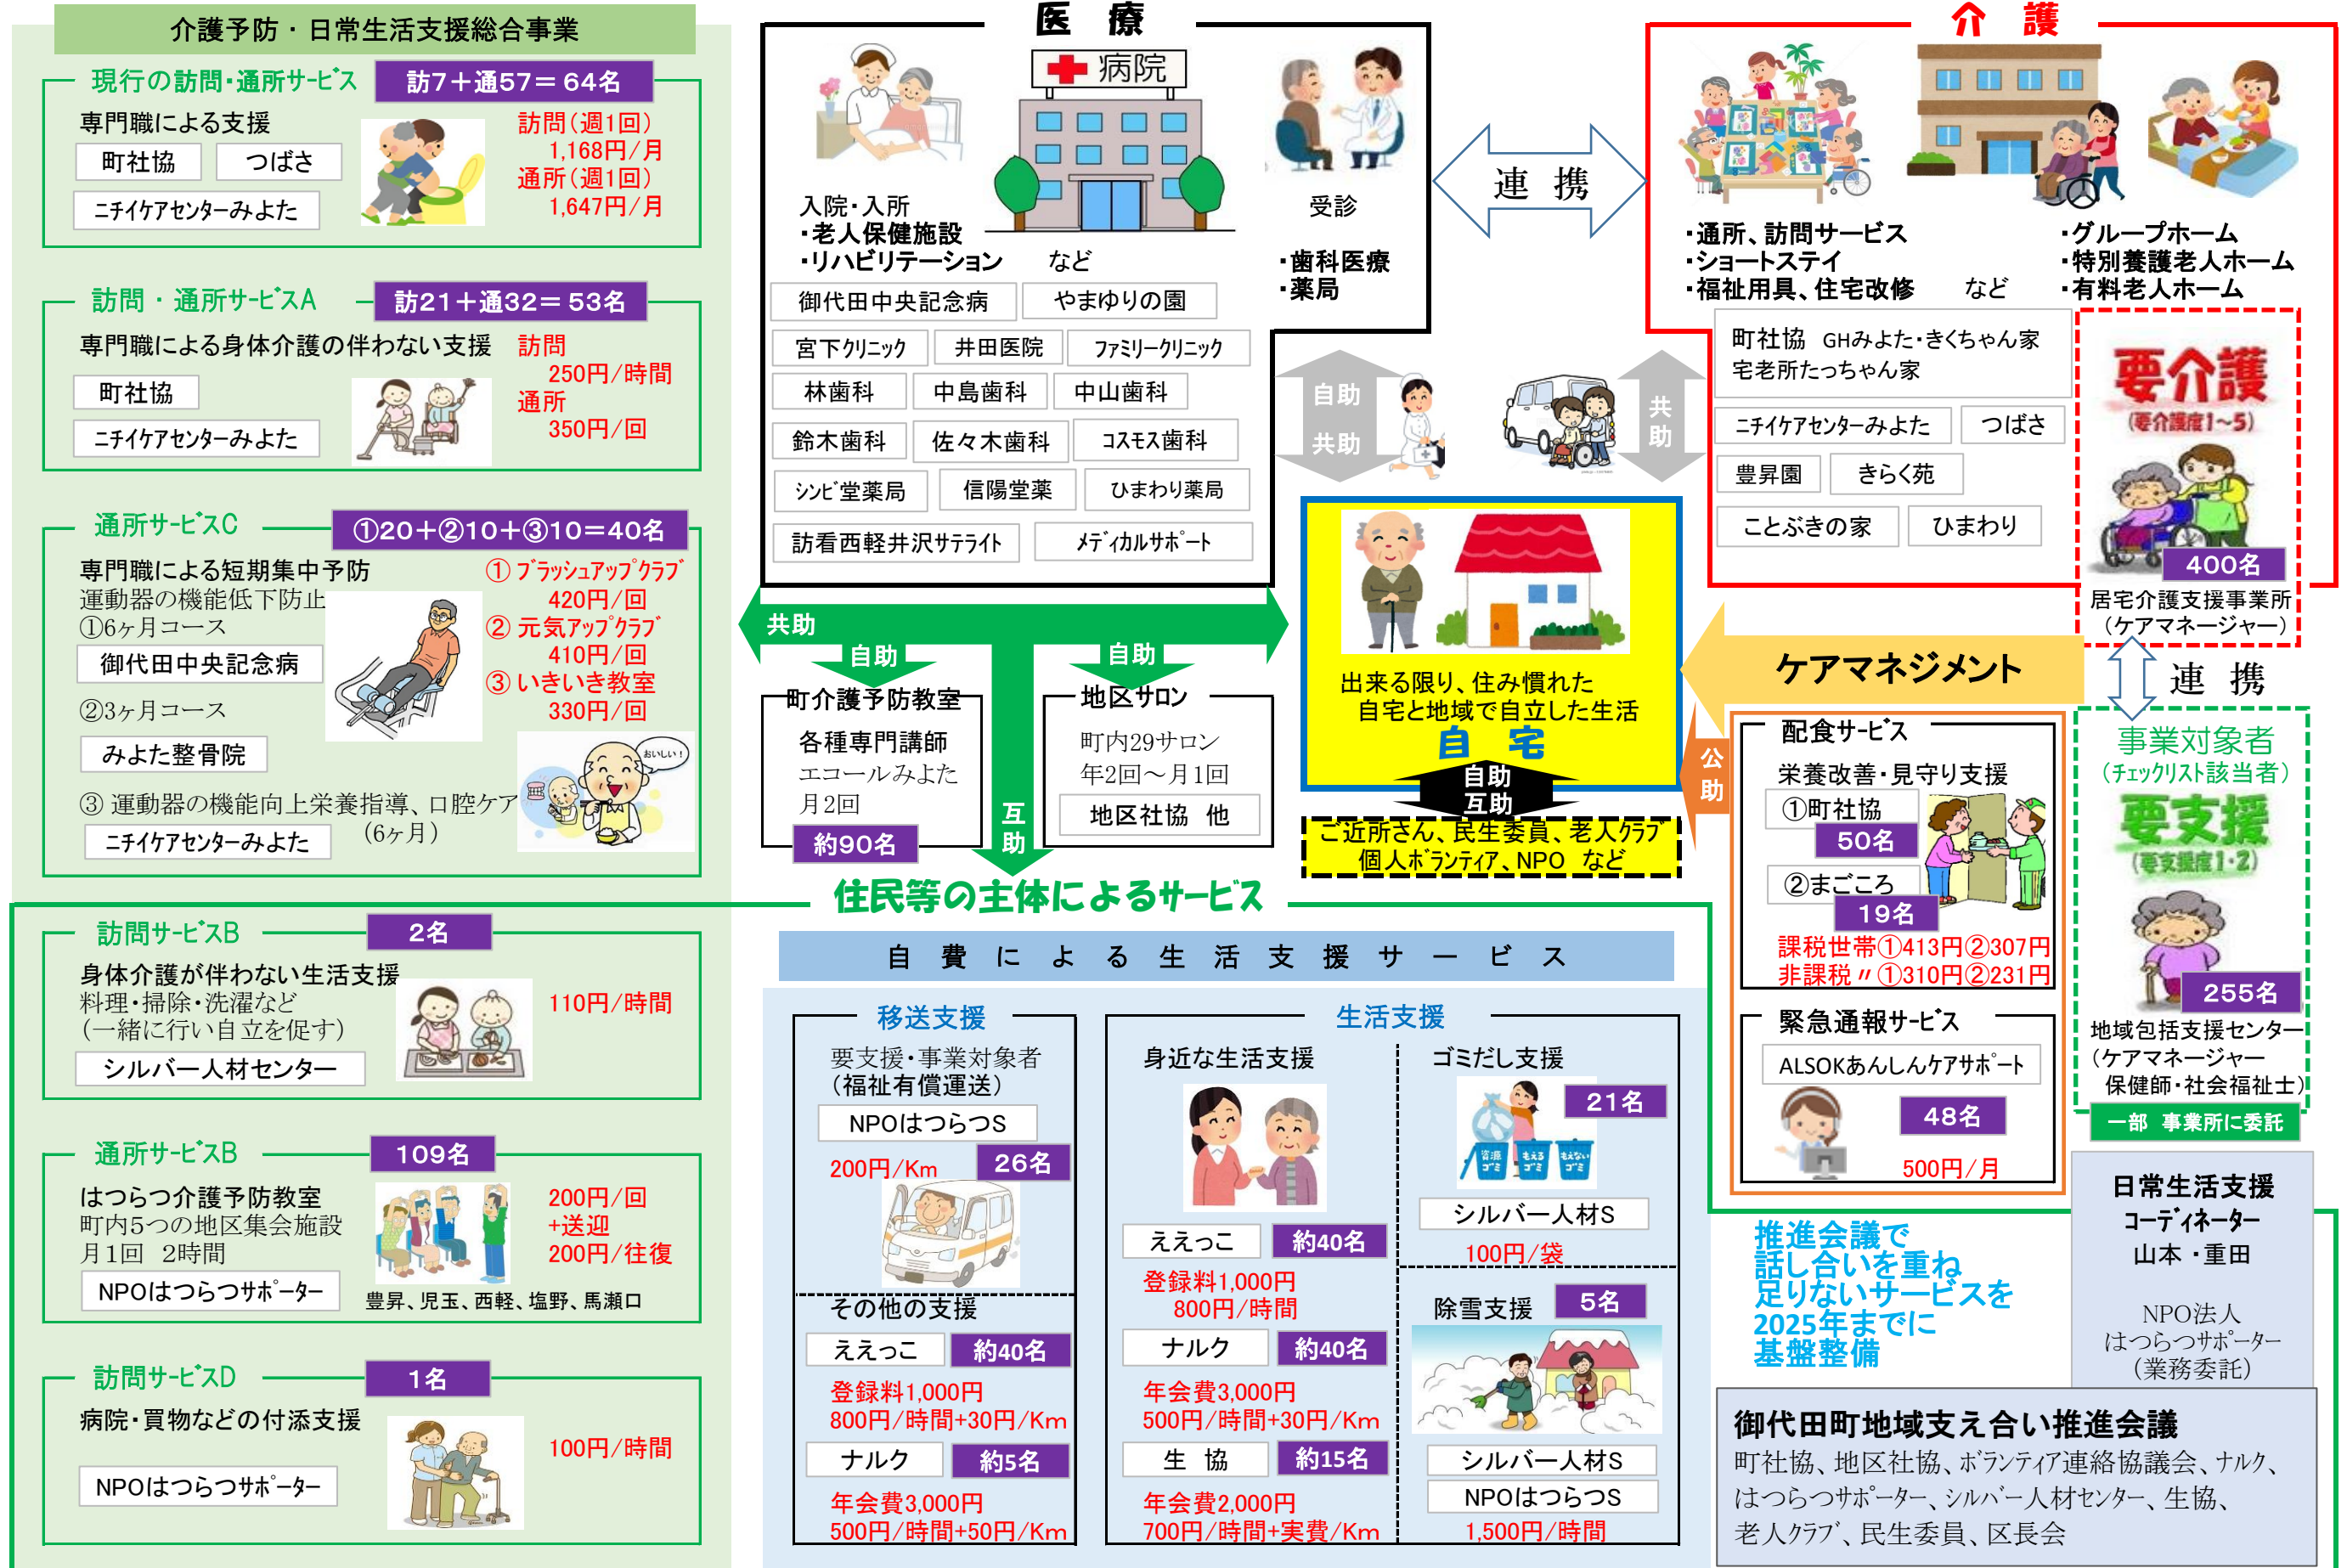 介護予防・日常生活支援総合事業
現行の訪問・通所サービス
訪7＋通57＝64名
専門職による支援
町社協
つばさ
ニチイケアセンターみよた
訪問（週1回）
1,168円/月
通所（週1回）
1,647円/月
訪問・通所サービスA
訪21＋通32＝53名
専門職による身体介護の伴わない支援
町社協
ニチイケアセンターみよた
訪問
250円/時間
通所
350円/回
通所サービスC
①20＋②10＋③10＝40名
専門職による短期集中予防
運動器の機能低下防止
①6ヶ月コース
御代田中央記念病
②3ヶ月コース
みよた整骨院
③ 運動器の機能向上栄養指導、口腔ケア
（6ヶ月）
ニチイケアセンターみよた
① ブラッシュアップクラブ
420円/回
② 元気アップクラブ
410円/回
③ いきいき教室
330円/回
おいしい！
訪問サービスB
2名
身体介護が伴わない生活支援
料理・掃除・洗濯など
（一緒に行い自立を促す）
シルバー人材センター
110円/時間
通所サービスB
109名
はつらつ介護予防教室
町内5つの地区集会施設
月1回 2時間
NPOはつらつサポーター
200円/回
+送迎
200円/往復
豊昇、児玉、西軽、塩野、馬瀬口
訪問サービスD
1名
病院・買物などの付添支援
NPOはつらつサポーター
100円/時間
医 療
病院
入院・入所
・老人保健施設
・リハビリテーション など
受診
・歯科医療
・薬局
御代田中央記念病
やまゆりの園
宮下クリニック
井田医院
ファミリークリニック
林歯科
中島歯科
中山歯科
鈴木歯科
佐々木歯科
コスモス歯科
シンビ堂薬局
信陽堂薬
ひまわり薬局
訪看西軽井沢サテライト
メディカルサポート
連 携
介 護
・通所、訪問サービス
・ショートステイ
・福祉用具、住宅改修 など
・グループホーム
・特別養護老人ホーム
・有料老人ホーム
町社協 GHみよた・きくちゃん家
宅老所たっちゃん家
ニチイケアセンターみよた
つばさ
豊昇園
きらく苑
ことぶきの家
ひまわり
要介護
（要介護度1～5）
400名
居宅介護支援事業所
（ケアマネージャー）
自助
共助
共助
出来る限り、住み慣れた
自宅と地域で自立した生活
自 宅
自助
互助
ご近所さん、民生委員、老人クラブ
個人ボランティア、NPO など
共助
自助
自助
互助
町介護予防教室
各種専門講師
エコールみよた
月2回
約90名
地区サロン
町内29サロン
年2回～月1回
地区社協 他
ケアマネジメント
公助
連 携
配食サービス
栄養改善・見守り支援
①町社協
50名
②まごころ
19名
課税世帯①413円②307円
非課税〃①310円②231円
緊急通報サービス
ALSOKあんしんケアサポート
48名
500円/月
事業対象者
（チェックリスト該当者）
要支援
（要支援度1・2）
255名
地域包括支援センター
（ケアマネージャー
保健師・社会福祉士）
一部 事業所に委託
住民等の主体によるサービス
自費による生活支援サービス
移送支援
要支援・事業対象者
（福祉有償運送）
NPOはつらつS
200円/Km
26名
その他の支援
ええっこ
約40名
登録料1,000円
800円/時間+30円/Km
ナルク
約5名
年会費3,000円
500円/時間+50円/Km
生活支援
身近な生活支援
ええっこ
約40名
登録料1,000円
800円/時間
ナルク
約40名
年会費3,000円
500円/時間+30円/Km
生 協
約15名
年会費2,000円
700円/時間+実費/Km
ゴミだし支援
21名
資源ゴミ
もえるゴミ
もえないゴミ
シルバー人材S
100円/袋
除雪支援
5名
シルバー人材S
NPOはつらつS
1,500円/時間
推進会議で
話し合いを重ね
足りないサービスを
2025年までに
基盤整備
日常生活支援
コーディネーター
山本・重田
NPO法人
はつらつサポーター
（業務委託）
御代田町地域支え合い推進会議
町社協、地区社協、ボランティア連絡協議会、ナルク、
はつらつサポーター、シルバー人材センター、生協、
老人クラブ、民生委員、区長会